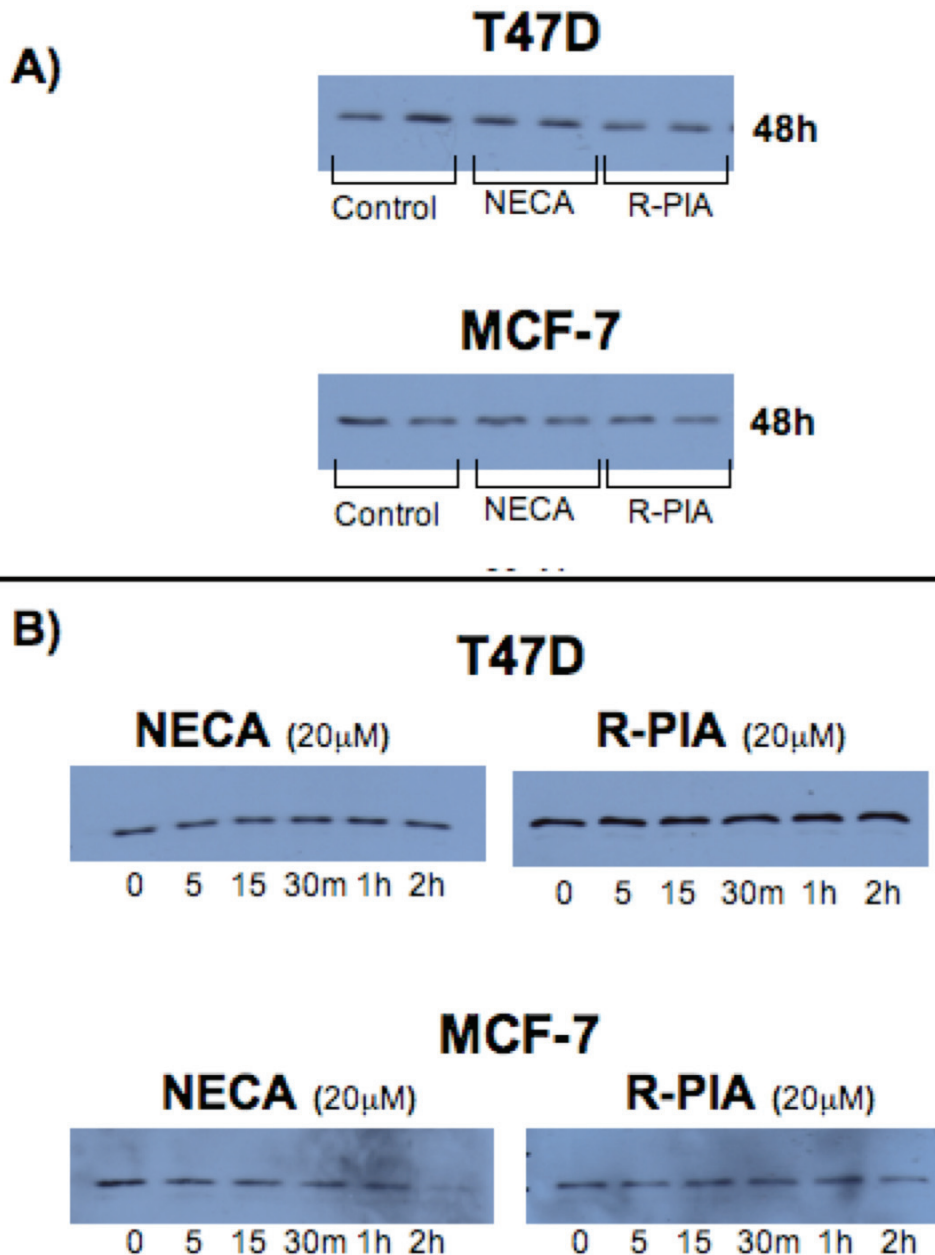 A)
T47D
48h
Control NECA R-PIA
MCF-7
48h
Control NECA R-PIA
B)
T47D
NECA (20μM) R-PIA (20μM)
0 5 15 30m 1h 2h 0 5 15 30m 1h 2h
MCF-7
NECA (20μM) R-PIA (20μM)
0 5 15 30m 1h 2h 0 5 15 30m 1h 2h